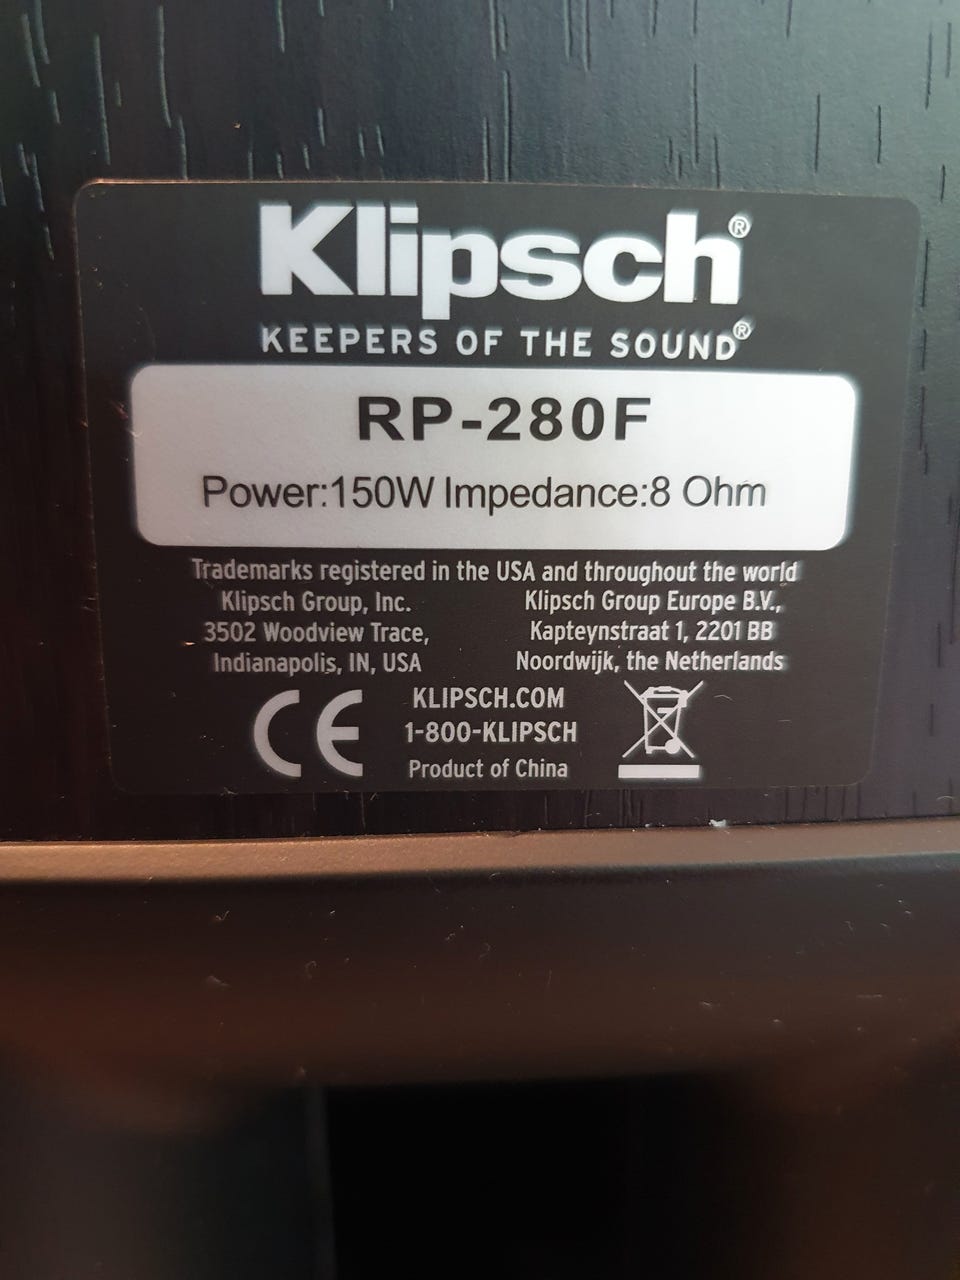 Klipsch®
KEEPERS OF THE SOUND®
RP-280F
Power:150W Impedance:8 Ohm
Trademarks registered in the USA and throughout the world
Klipsch Group, Inc.
3502 Woodview Trace,
Indianapolis, IN, USA
Klipsch Group Europe B.V.,
Kapteynstraat 1, 2201 BB
Noordwijk, the Netherlands
CE
KLIPSCH.COM
1-800-KLIPSCH
Product of China